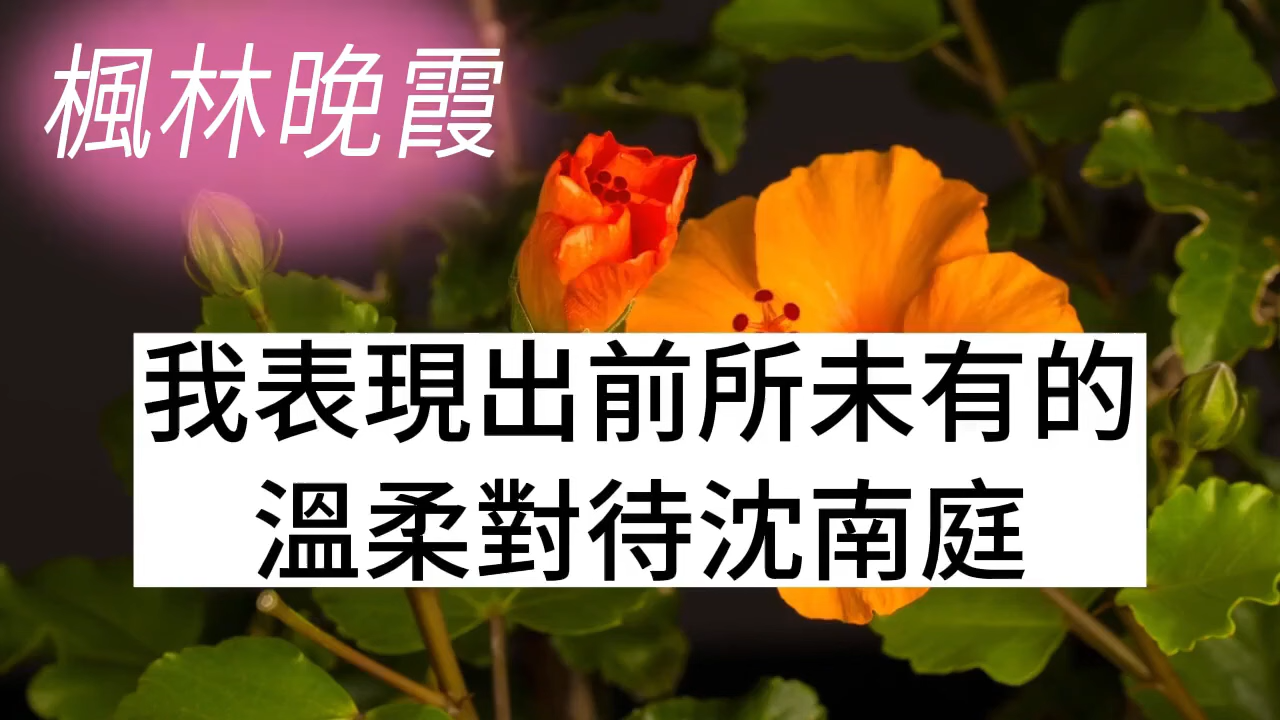 楓林晚霞
我表現出前所未有的
溫柔對待沈南庭